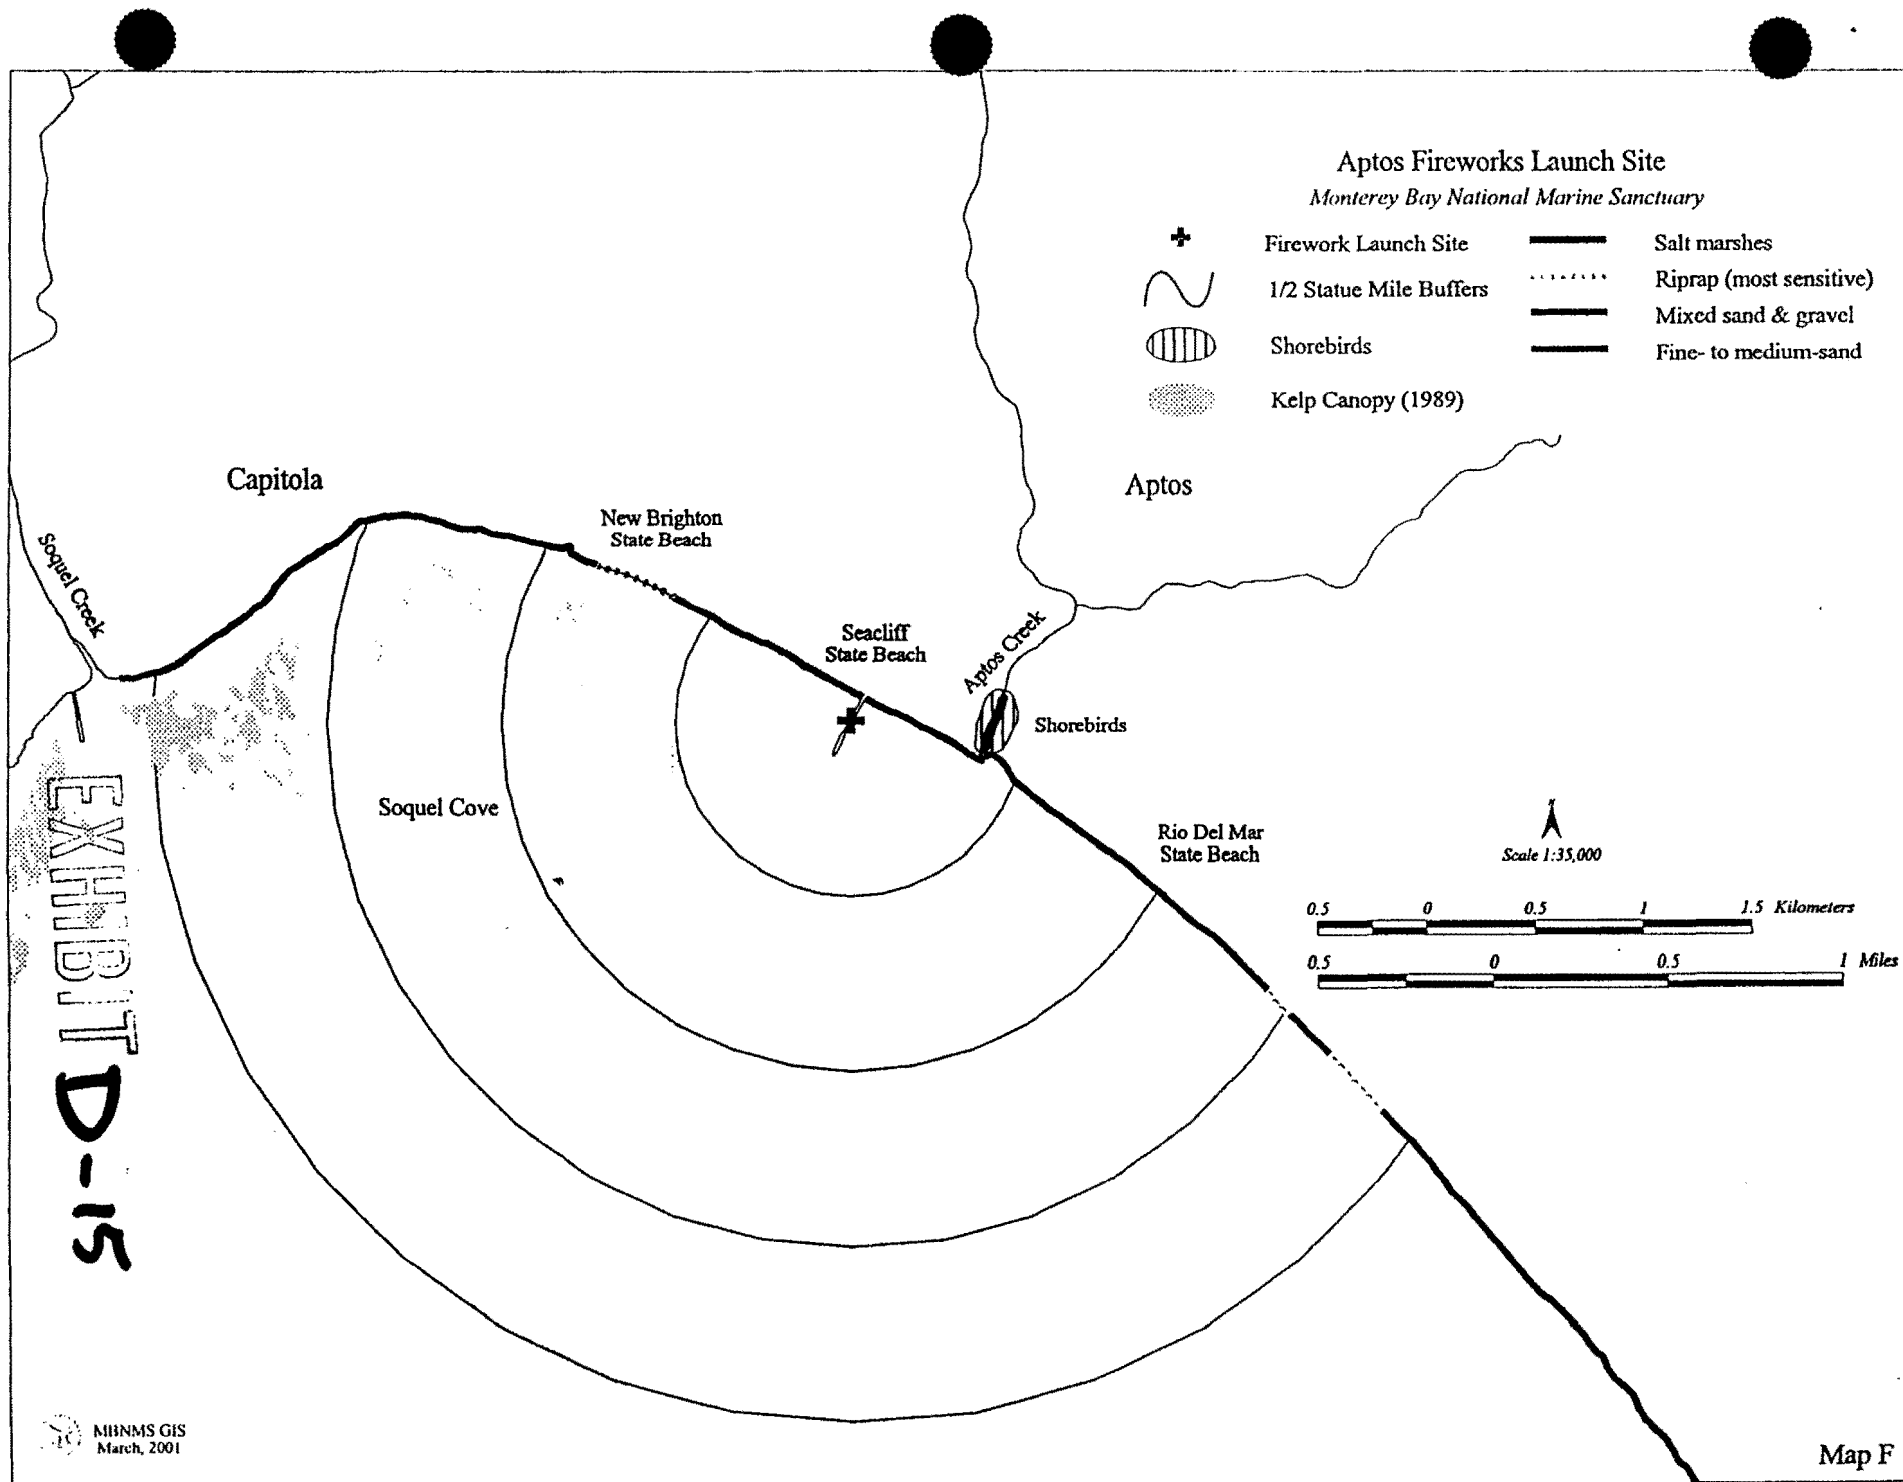 Aptos Fireworks Launch Site
Monterey Bay National Marine Sanctuary
Firework Launch Site
1/2 Statue Mile Buffers
Shorebirds
Kelp Canopy (1989)
Salt marshes
Riprap (most sensitive)
Mixed sand & gravel
Fine- to medium-sand
Capitola
Aptos
New Brighton
State Beach
Soquel Creek
Seacliff
State Beach
Aptos Creek
Shorebirds
Soquel Cove
Rio Del Mar
State Beach
N
Scale 1:35,000
0.5 0 0.5 1 1.5 Kilometers
0.5 0 0.5 1 Miles
EXHIBIT D-15
MBNMS GIS
March, 2001
Map F